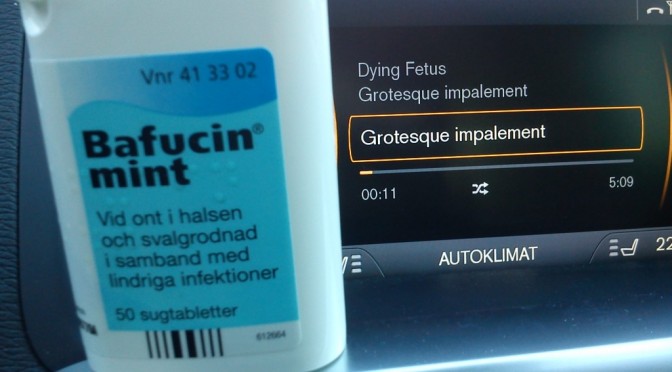 Vnr 41 33 02
Bafucin®
mint
Vid ont i halsen
och svalgrodnad
i samband med
lindriga infektioner
50 sugtabletter
612664
Dying Fetus
Grotesque impalement
Grotesque impalement
00:11
5:09
AUTOKLIMAT
22